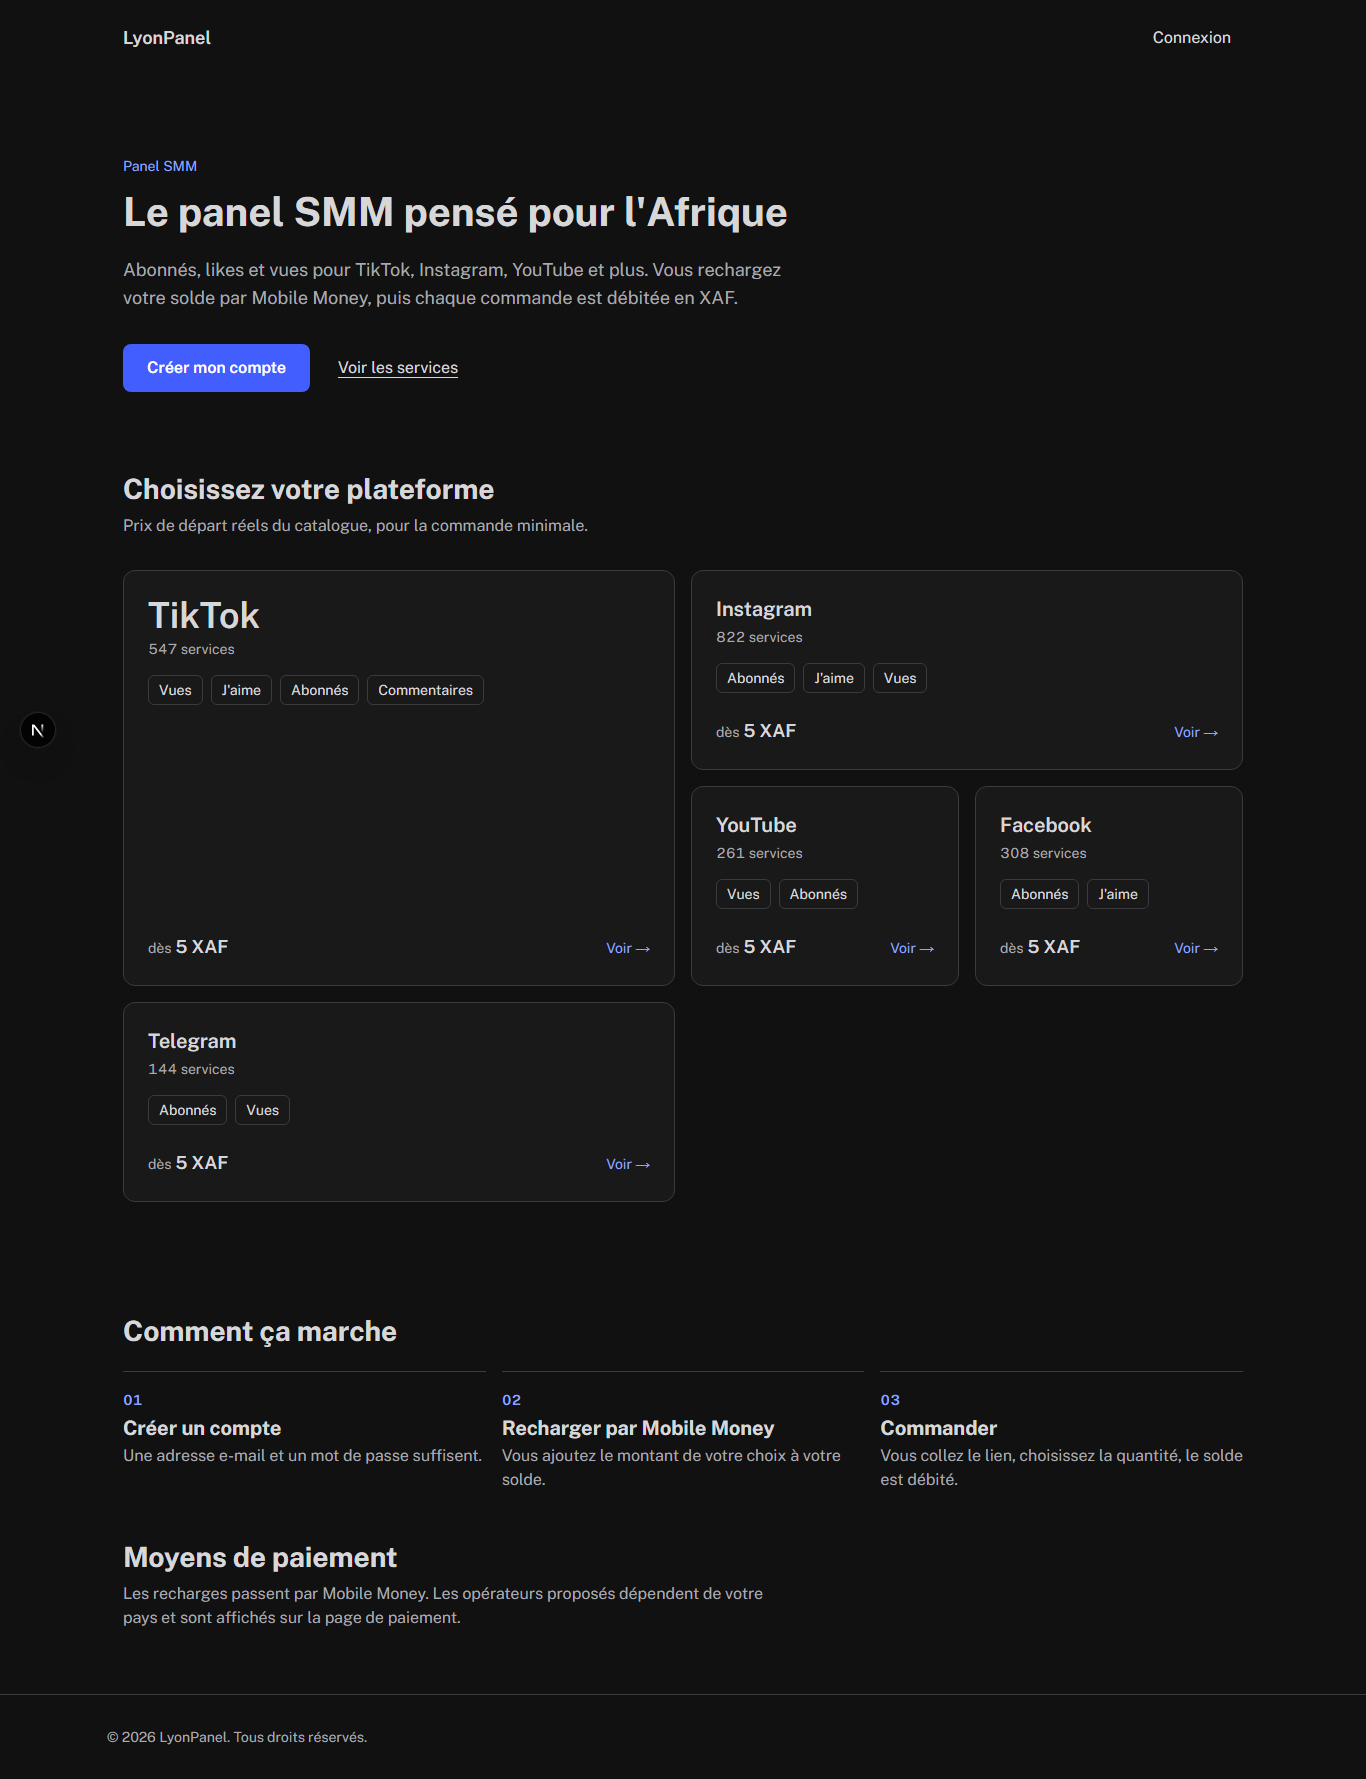 LyonPanel
Connexion
Panel SMM
Le panel SMM pensé pour l'Afrique
Abonnés, likes et vues pour TikTok, Instagram, YouTube et plus. Vous rechargez
votre solde par Mobile Money, puis chaque commande est débitée en XAF.
Créer mon compte
Voir les services
Choisissez votre plateforme
Prix de départ réels du catalogue, pour la commande minimale.
TikTok
547 services
Vues
J'aime
Abonnés
Commentaires
dès 5 XAF
Voir →
Instagram
822 services
Abonnés
J'aime
Vues
dès 5 XAF
Voir →
YouTube
261 services
Vues
Abonnés
dès 5 XAF
Voir →
Facebook
308 services
Abonnés
J'aime
dès 5 XAF
Voir →
Telegram
144 services
Abonnés
Vues
dès 5 XAF
Voir →
N
Comment ça marche
01
Créer un compte
Une adresse e-mail et un mot de passe suffisent.
02
Recharger par Mobile Money
Vous ajoutez le montant de votre choix à votre
solde.
03
Commander
Vous collez le lien, choisissez la quantité, le solde
est débité.
Moyens de paiement
Les recharges passent par Mobile Money. Les opérateurs proposés dépendent de votre
pays et sont affichés sur la page de paiement.
© 2026 LyonPanel. Tous droits réservés.